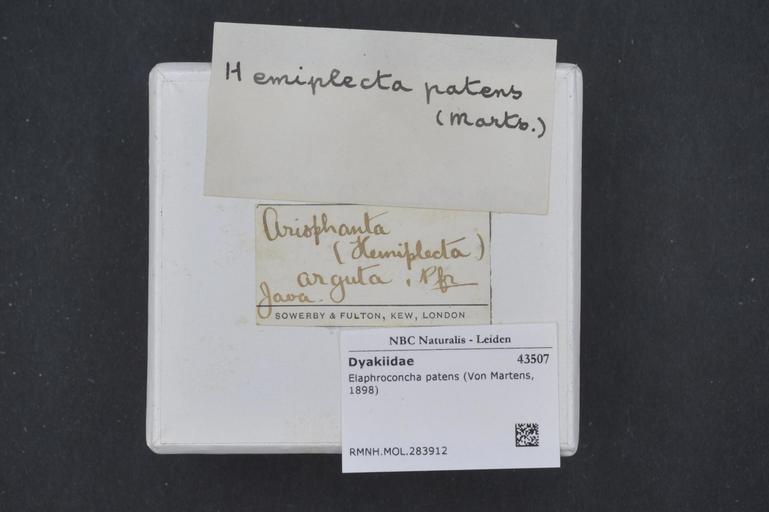 Hemiplecta patens
(Marts.)
Ariophanta
(Hemiplecta)
arguta, Pfr
Java.
SOWERBY & FULTON, KEW, LONDON
NBC Naturalis - Leiden
Dyakiidae 43507
Elaphroconcha patens (Von Martens,
1898)
RMNH.MOL.283912